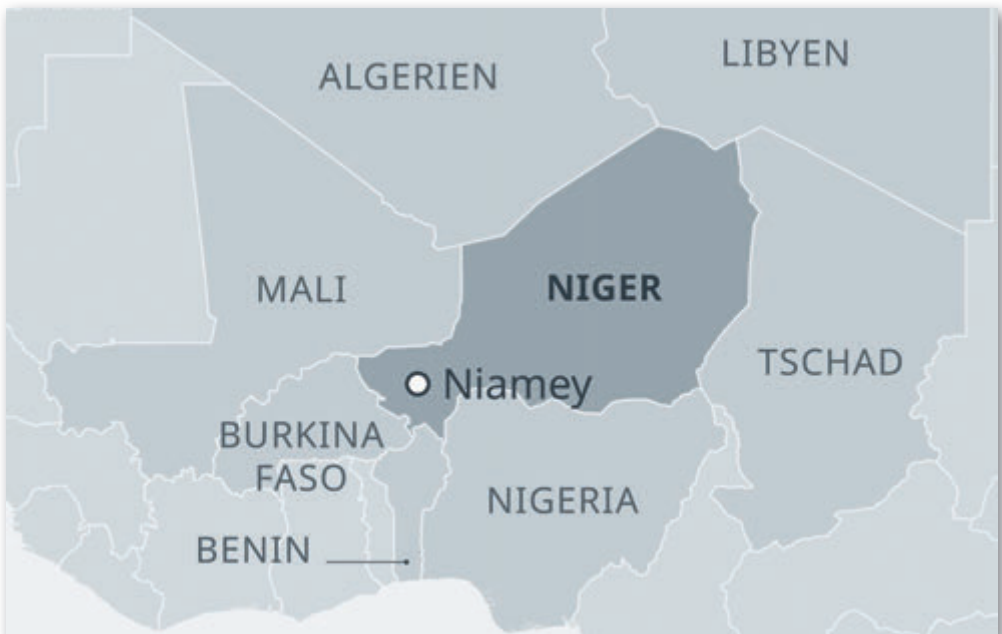 ALGERIEN
LIBYEN
MALI
NIGER
TSCHAD
Niamey
BURKINA
FASO
NIGERIA
BENIN